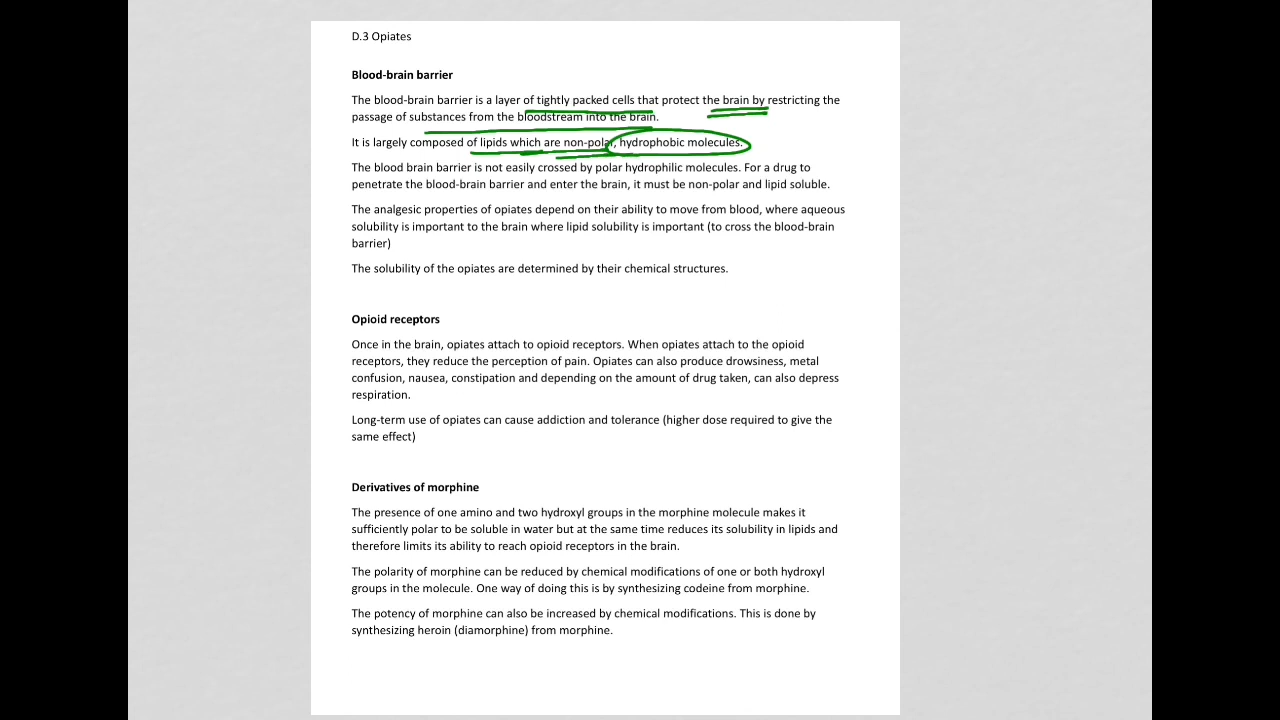 D.3 Opiates
Blood-brain barrier
The blood-brain barrier is a layer of tightly packed cells that protect the brain by restricting the
passage of substances from the bloodstream into the brain.
It is largely composed of lipids which are non-polar, hydrophobic molecules.
The blood brain barrier is not easily crossed by polar hydrophilic molecules. For a drug to
penetrate the blood-brain barrier and enter the brain, it must be non-polar and lipid soluble.
The analgesic properties of opiates depend on their ability to move from blood, where aqueous
solubility is important to the brain where lipid solubility is important (to cross the blood-brain
barrier)
The solubility of the opiates are determined by their chemical structures.
Opioid receptors
Once in the brain, opiates attach to opioid receptors. When opiates attach to the opioid
receptors, they reduce the perception of pain. Opiates can also produce drowsiness, metal
confusion, nausea, constipation and depending on the amount of drug taken, can also depress
respiration.
Long-term use of opiates can cause addiction and tolerance (higher dose required to give the
same effect)
Derivatives of morphine
The presence of one amino and two hydroxyl groups in the morphine molecule makes it
sufficiently polar to be soluble in water but at the same time reduces its solubility in lipids and
therefore limits its ability to reach opioid receptors in the brain.
The polarity of morphine can be reduced by chemical modifications of one or both hydroxyl
groups in the molecule. One way of doing this is by synthesizing codeine from morphine.
The potency of morphine can also be increased by chemical modifications. This is done by
synthesizing heroin (diamorphine) from morphine.